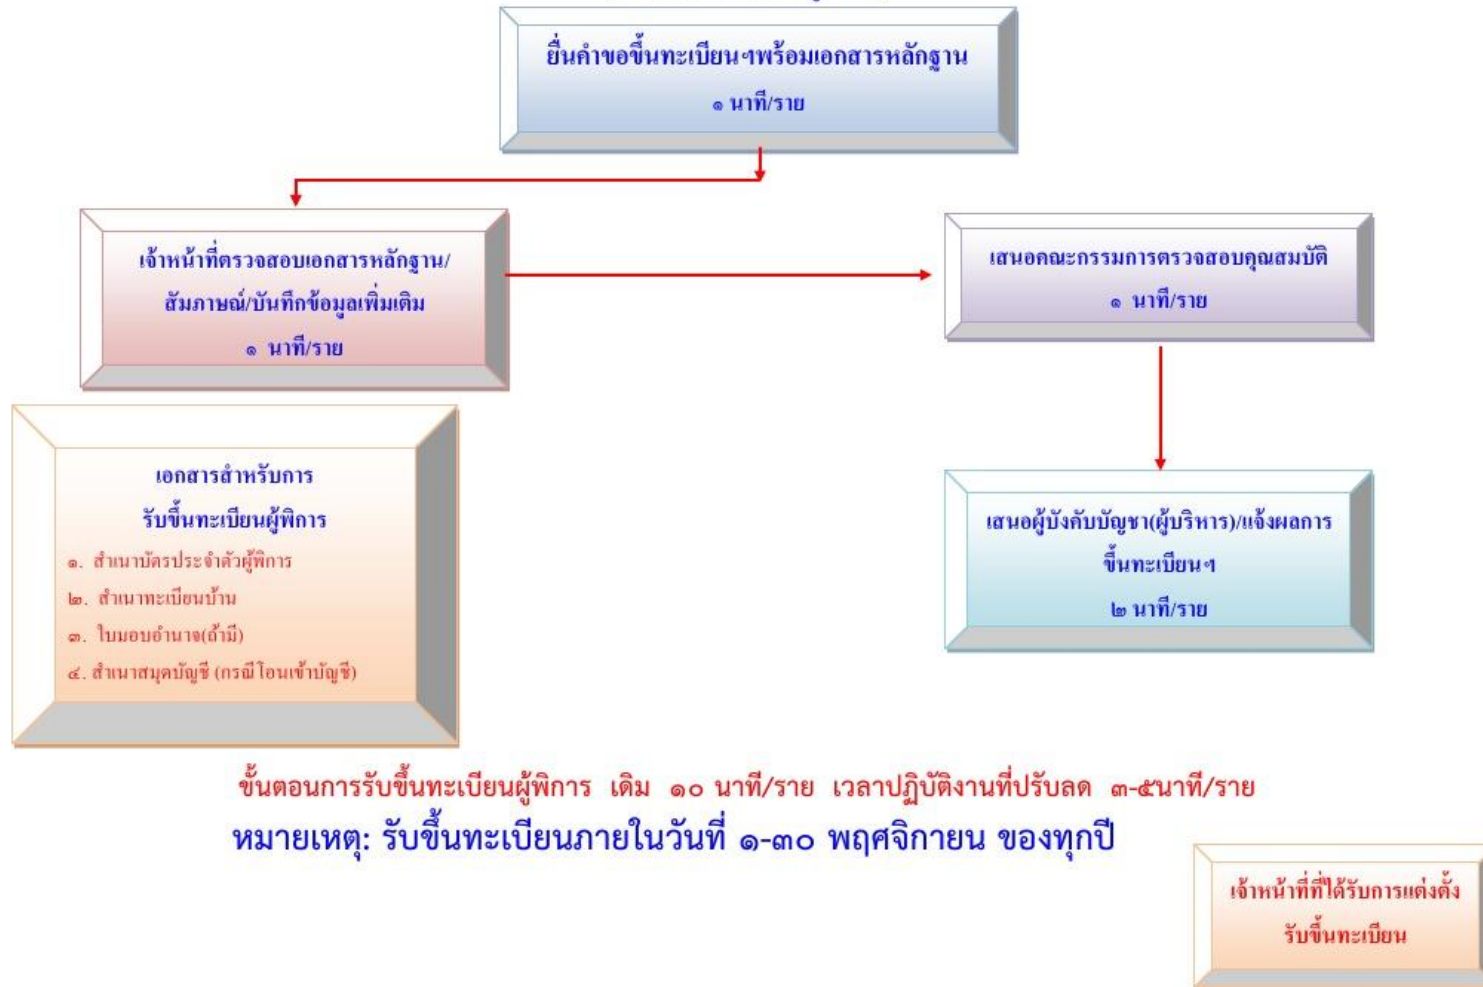 ยื่นคำขอขึ้นทะเบียนฯพร้อมเอกสารหลักฐาน
๑ นาที/ราย
เจ้าหน้าที่ตรวจสอบเอกสารหลักฐาน/
สัมภาษณ์/บันทึกข้อมูลเพิ่มเติม
๑ นาที/ราย
เสนอคณะกรรมการตรวจสอบคุณสมบัติ
๑ นาที/ราย
เอกสารสำหรับการ
รับขึ้นทะเบียนผู้พิการ
๑. สำเนาบัตรประจำตัวผู้พิการ
๒. สำเนาทะเบียนบ้าน
๓. ใบมอบอำนาจ(ถ้ามี)
๔. สำเนาสมุดบัญชี (กรณีโอนเข้าบัญชี)
เสนอผู้บังคับบัญชา(ผู้บริหาร)/แจ้งผลการ
ขึ้นทะเบียนฯ
๒ นาที/ราย
ขั้นตอนการรับขึ้นทะเบียนผู้พิการ เดิม ๑๐ นาที/ราย เวลาปฏิบัติงานที่ปรับลด ๓-๕นาที/ราย
หมายเหตุ: รับขึ้นทะเบียนภายในวันที่ ๑-๓๐ พฤศจิกายน ของทุกปี
เจ้าหน้าที่ที่ได้รับการแต่งตั้ง
รับขึ้นทะเบียน